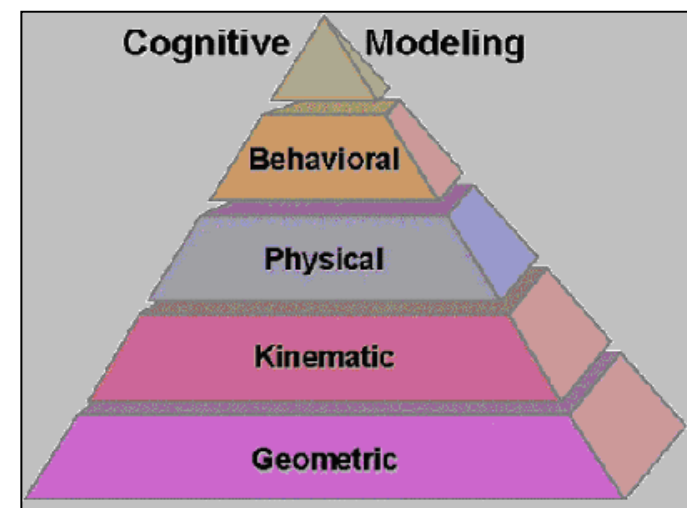 Cognitive Modeling
Behavioral
Physical
Kinematic
Geometric